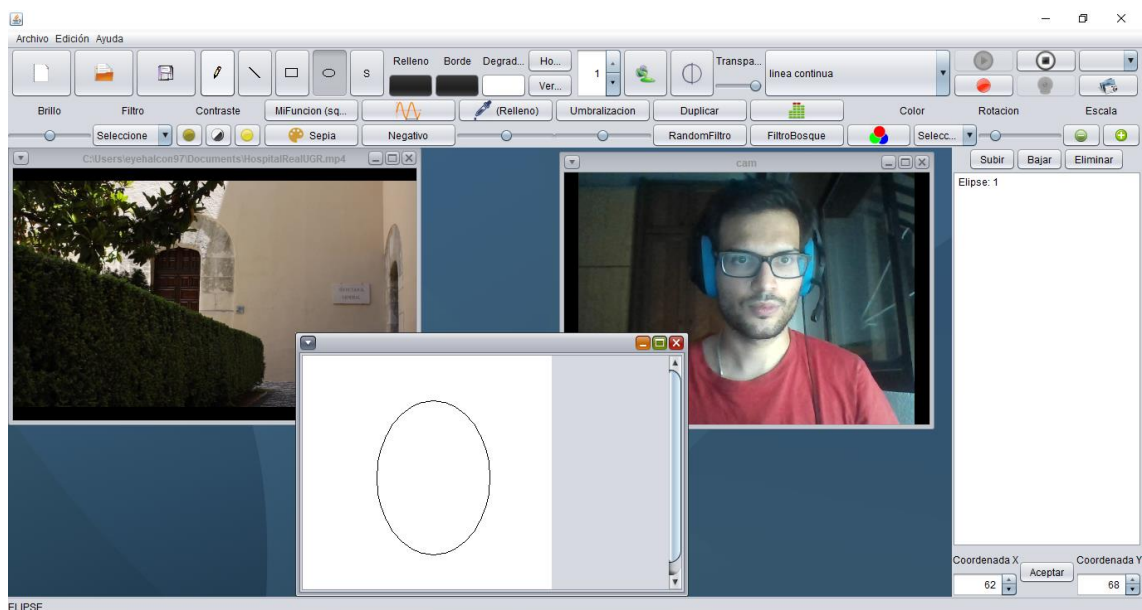 Archivo Edición Ayuda
S
Relleno Borde Degrad... Ho...
Ver...
1
Transpa...
linea continua
Brillo Filtro Contraste MiFuncion (sq... (Relleno) Umbralizacion Duplicar Color Rotacion Escala
Seleccione Sepia Negativo RandomFiltro FiltroBosque Selecc...
C:\Users\eyehalcon97\Documents\HospitalRealUGR.mp4
cam
Subir Bajar Eliminar
Elipse: 1
Coordenada X Coordenada Y
Aceptar
62 68
ELIPSE